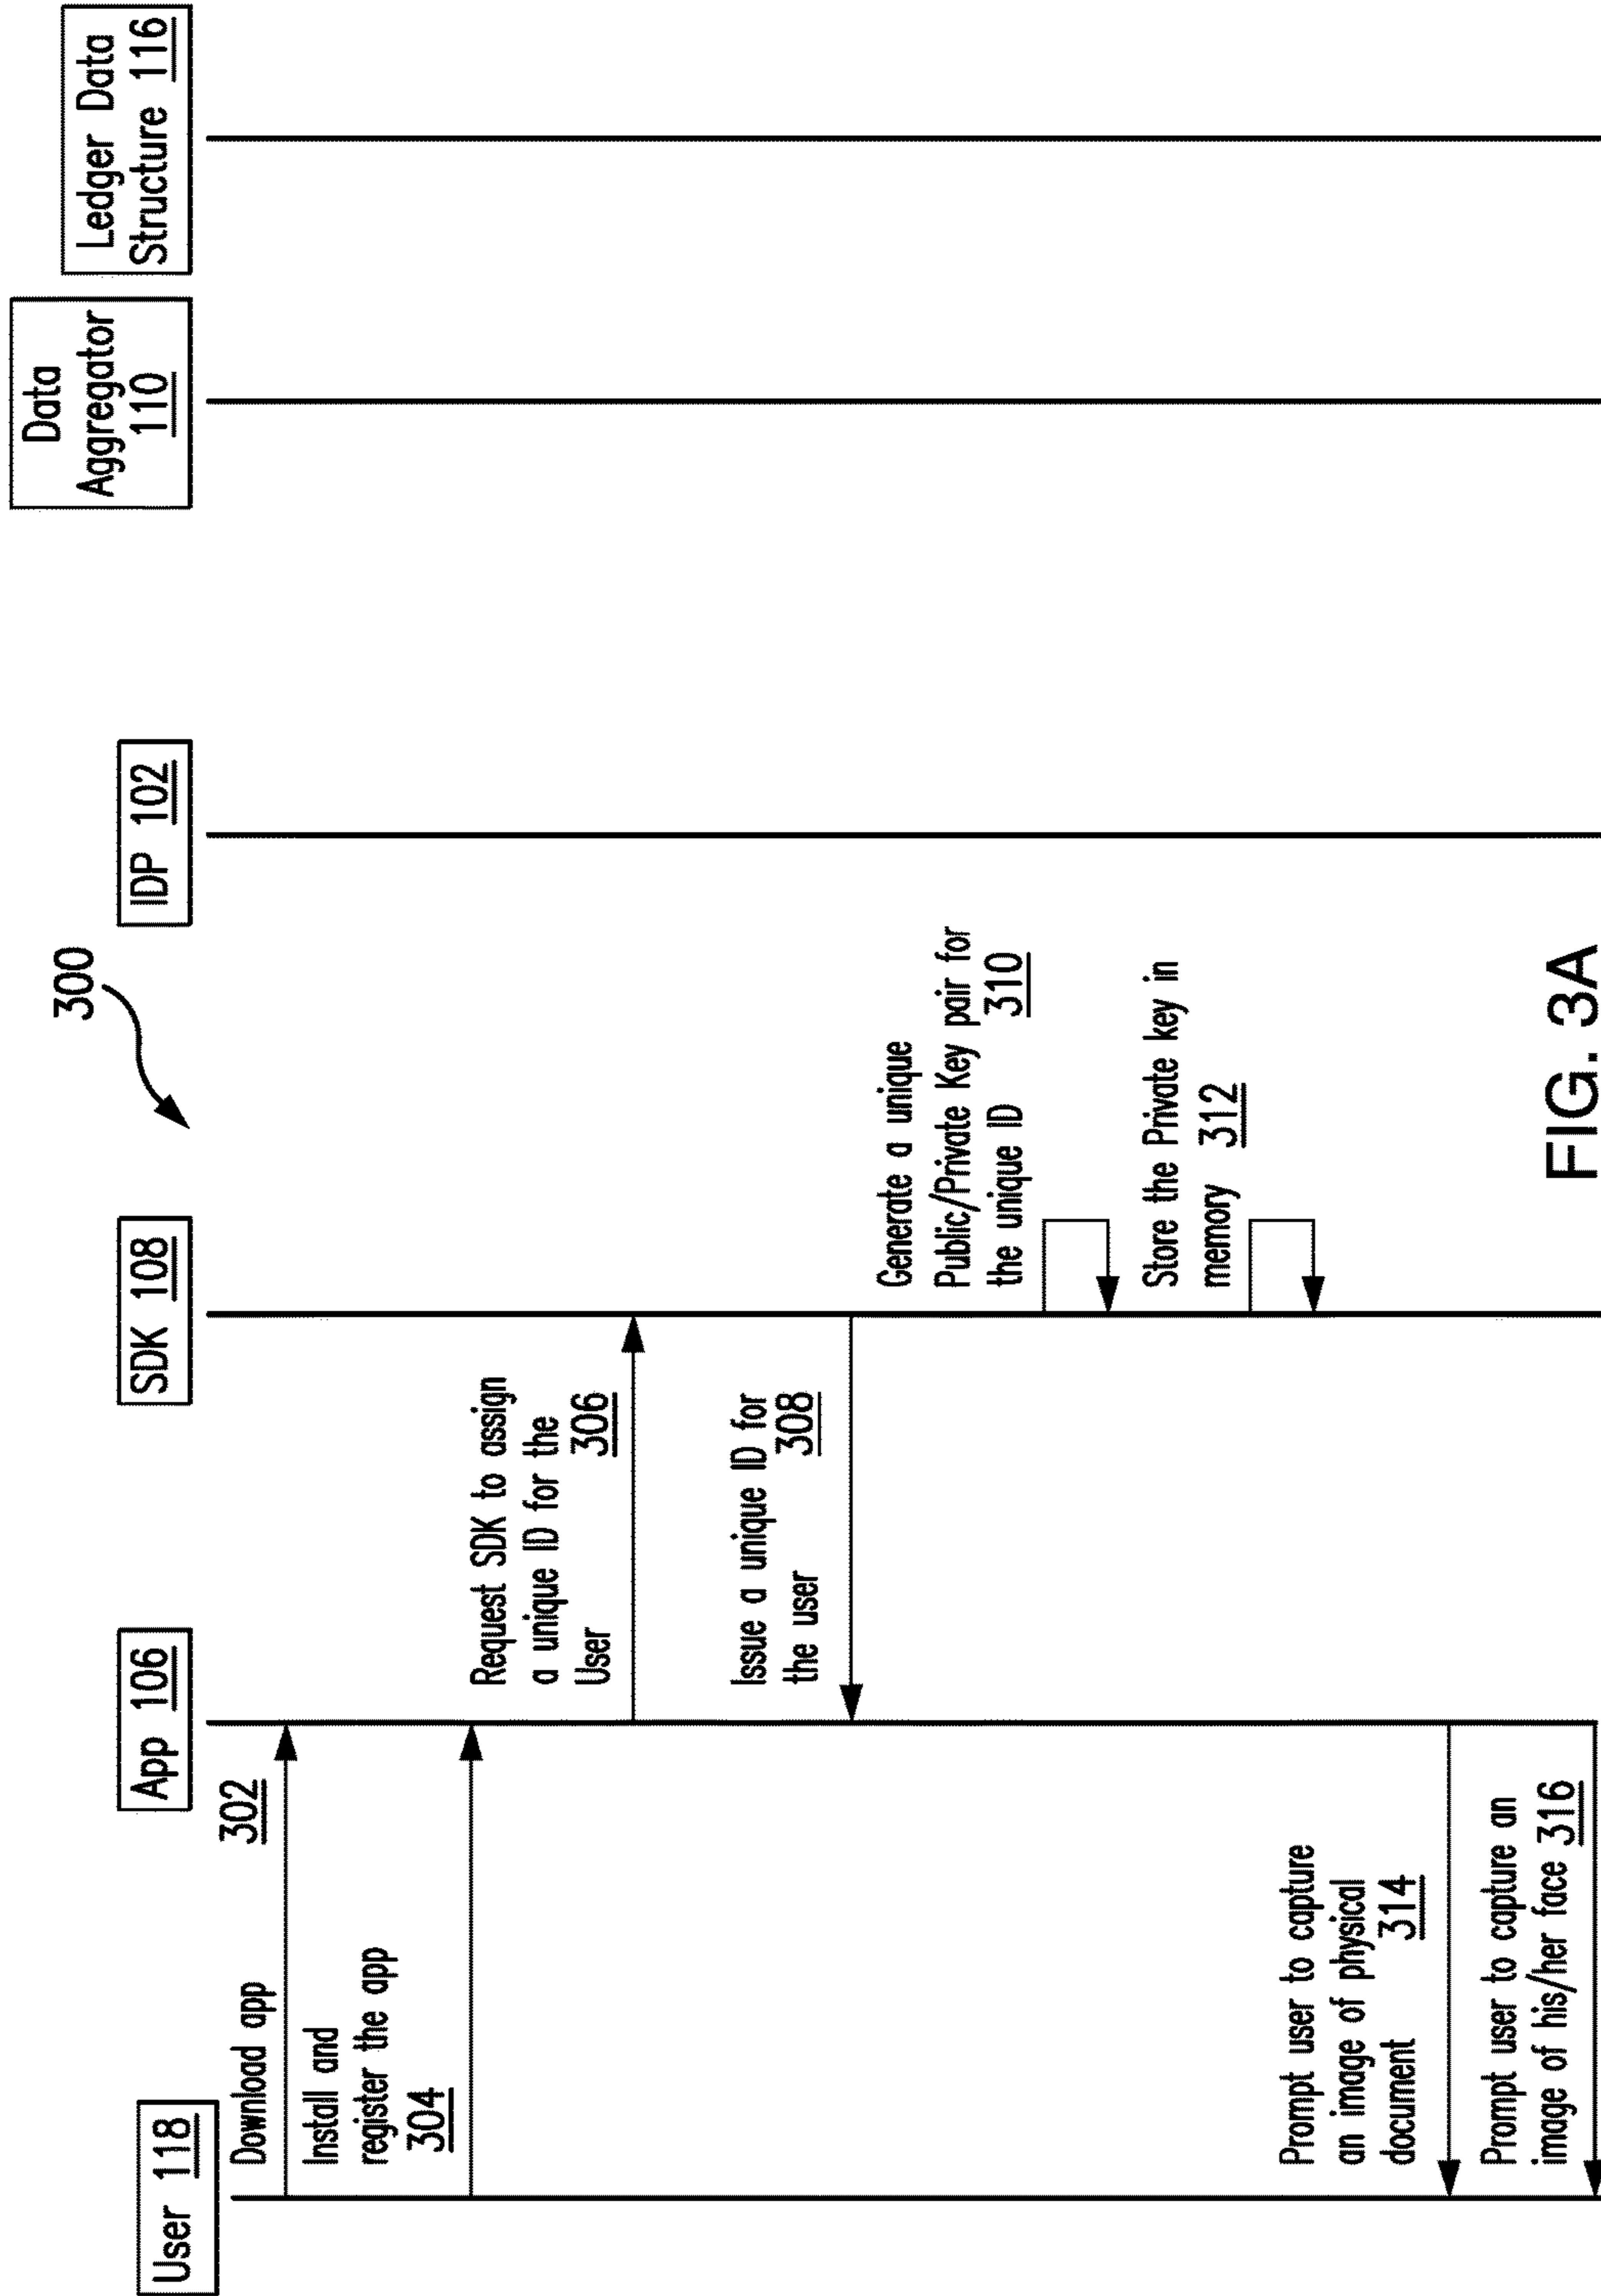 300
User 118
App 106
SDK 108
IDP 102
Data
Aggregator
110
Ledger Data
Structure 116
Download app
302
Install and
register the app
304
Request SDK to assign
a unique ID for the
User
306
Issue a unique ID for
the user
308
Generate a unique
Public/Private Key pair for
the unique ID
310
Store the Private key in
memory 312
Prompt user to capture
an image of physical
document
314
Prompt user to capture an
image of his/her face 316
FIG. 3A